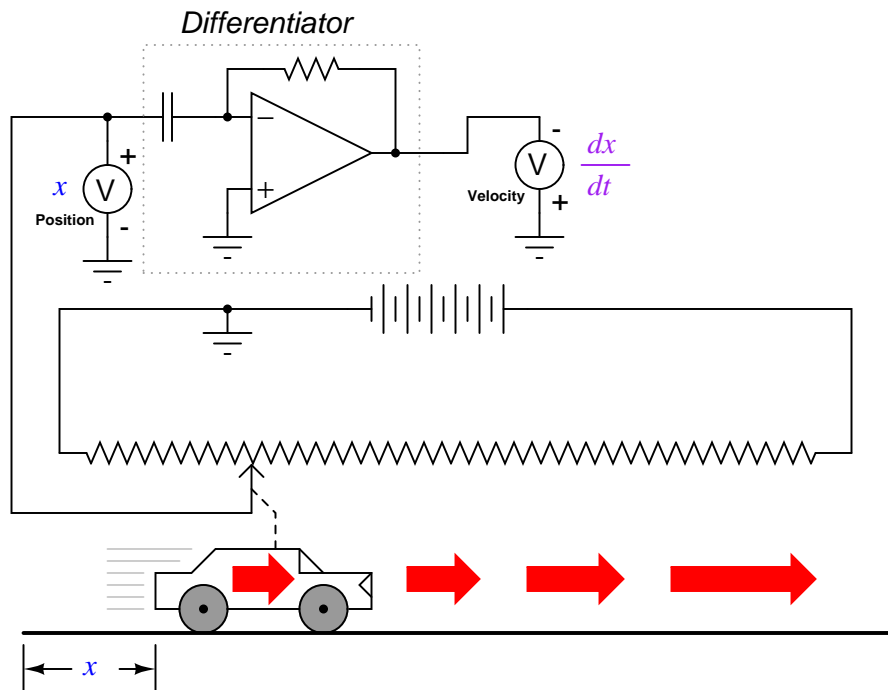 Differentiator
−
+
+
V
-
x
Position
-
V
+
Velocity
dx
dt
x